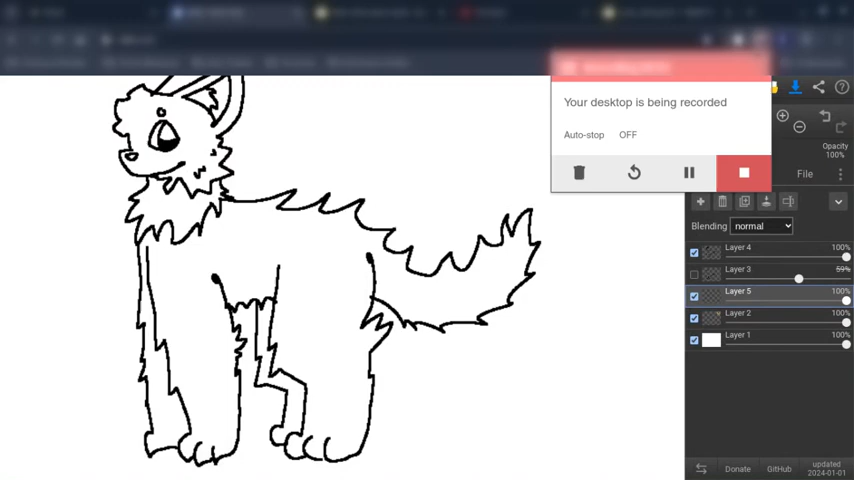 Your desktop is being recorded
Auto-stop OFF
Opacity
100%
File
Blending normal
Layer 4 100%
Layer 3 59%
Layer 5 100%
Layer 2 100%
Layer 1 100%
Donate GitHub updated
2024-01-01